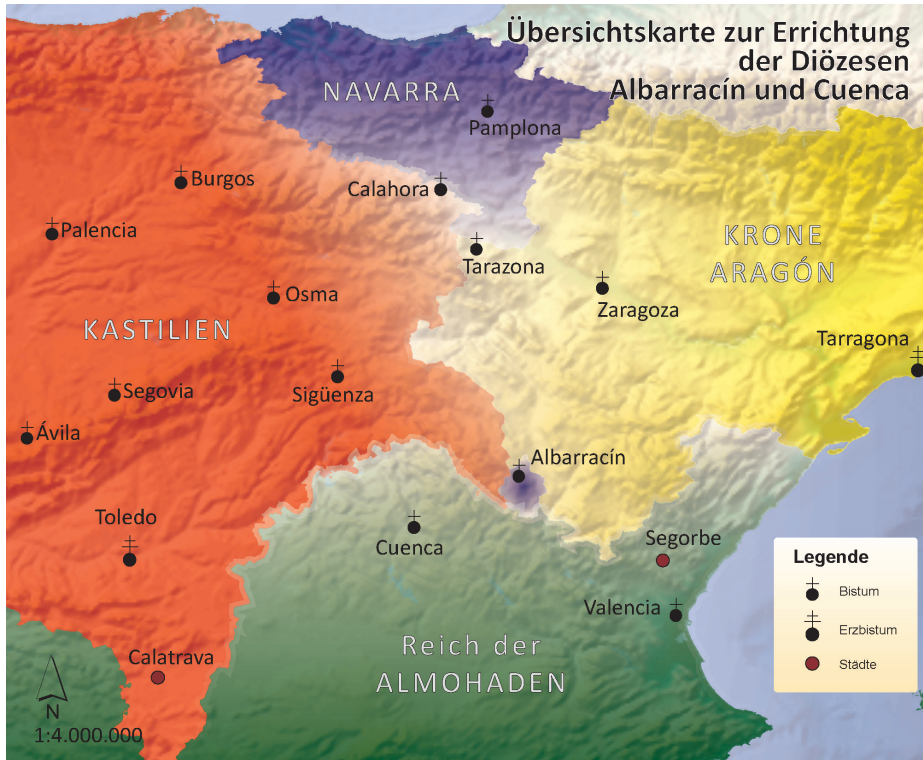 Übersichtskarte zur Errichtung
der Diözesen
Albarracín und Cuenca
NAVARRA
Pamplona
Burgos
Calahora
Palencia
Tarazona
KRONE
ARAGÓN
Osma
Zaragoza
KASTILIEN
Tarragona
Segovia
Sigüenza
Ávila
Albarracín
Toledo
Cuenca
Segorbe
Valencia
Reich der
ALMOHADEN
Calatrava
N
1:4.000.000
Legende
Bistum
Erzbistum
Städte